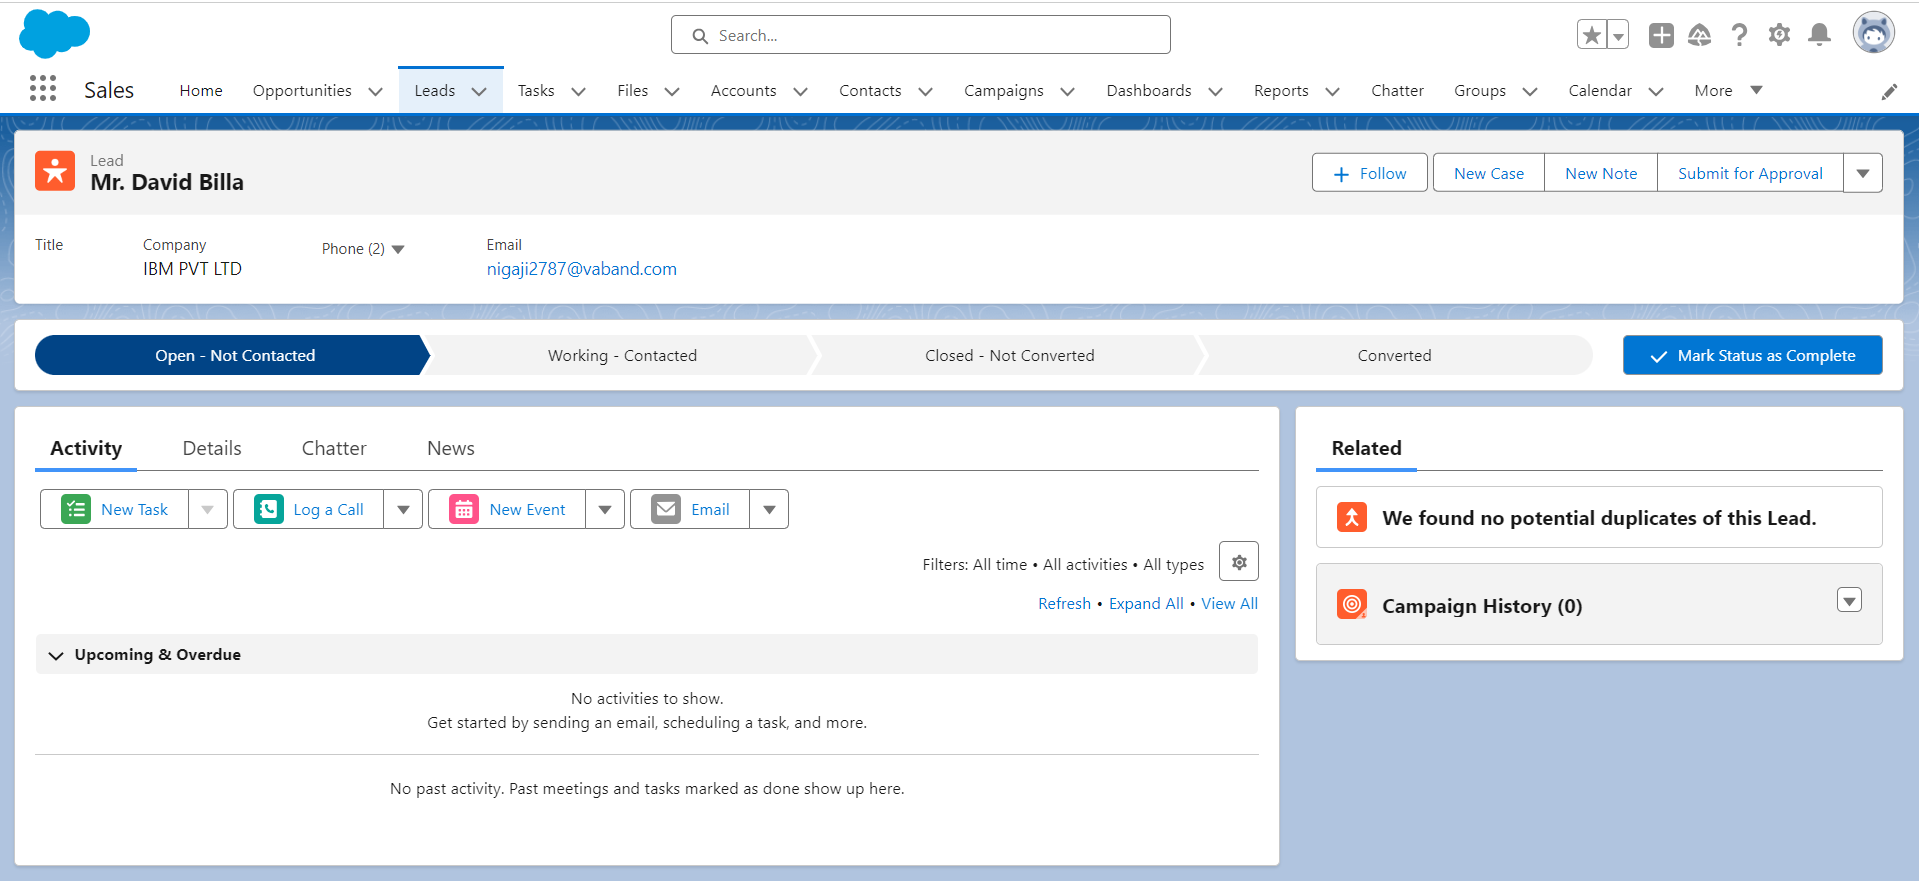 Search...
Sales Home Opportunities Leads Tasks Files Accounts Contacts Campaigns Dashboards Reports Chatter Groups Calendar More
Lead
Mr. David Billa
Follow New Case New Note Submit for Approval
Title Company Phone (2) Email
IBM PVT LTD nigaji2787@vaband.com
Open - Not Contacted Working - Contacted Closed - Not Converted Converted Mark Status as Complete
Activity Details Chatter News
New Task Log a Call New Event Email
Filters: All time • All activities • All types
Refresh • Expand All • View All
Upcoming & Overdue
No activities to show.
Get started by sending an email, scheduling a task, and more.
No past activity. Past meetings and tasks marked as done show up here.
Related
We found no potential duplicates of this Lead.
Campaign History (0)